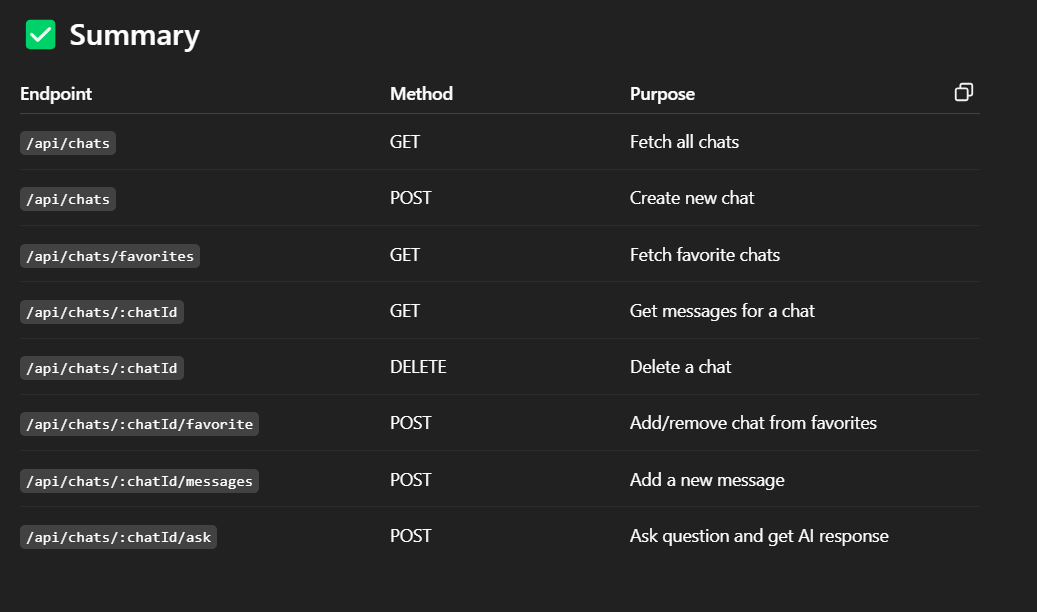 ✅ Summary
Endpoint Method Purpose
/api/chats GET Fetch all chats
/api/chats POST Create new chat
/api/chats/favorites GET Fetch favorite chats
/api/chats/:chatId GET Get messages for a chat
/api/chats/:chatId DELETE Delete a chat
/api/chats/:chatId/favorite POST Add/remove chat from favorites
/api/chats/:chatId/messages POST Add a new message
/api/chats/:chatId/ask POST Ask question and get AI response